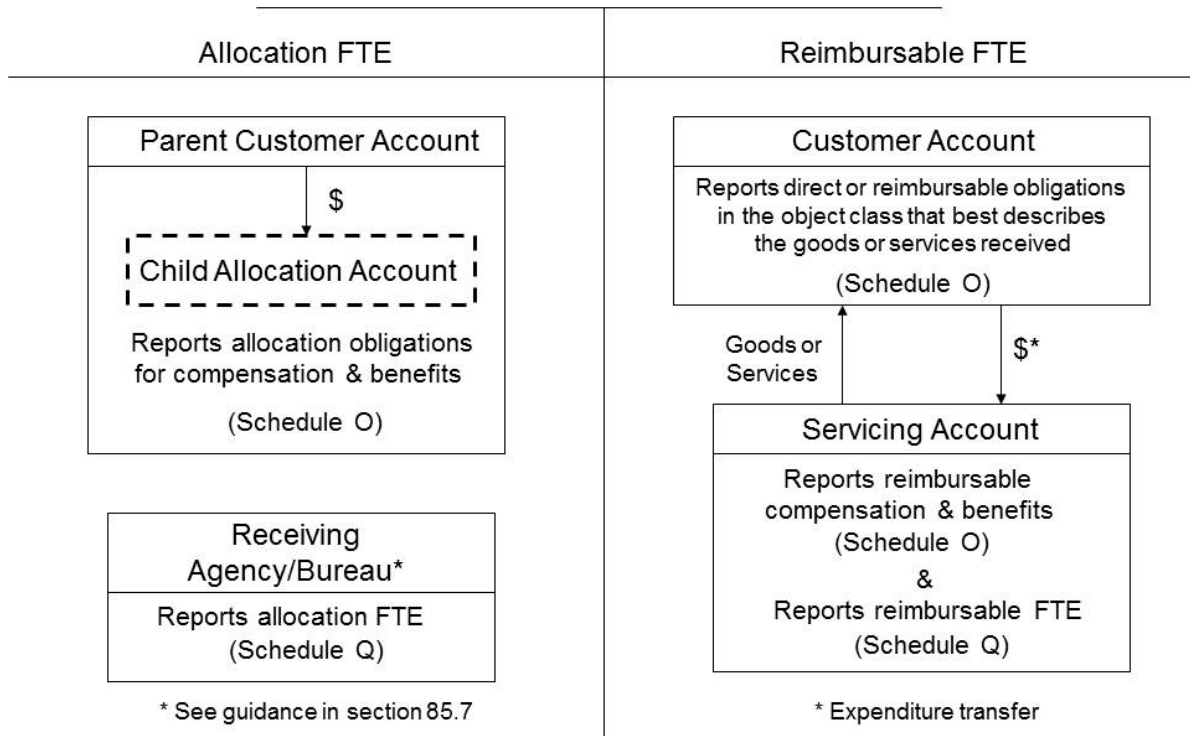 Allocation FTE
Parent Customer Account
$
Child Allocation Account
Reports allocation obligations
for compensation & benefits
(Schedule O)
Receiving
Agency/Bureau*
Reports allocation FTE
(Schedule Q)
* See guidance in section 85.7
Reimbursable FTE
Customer Account
Reports direct or reimbursable obligations
in the object class that best describes
the goods or services received
(Schedule O)
Goods or
Services
$*
Servicing Account
Reports reimbursable
compensation & benefits
(Schedule O)
&
Reports reimbursable FTE
(Schedule Q)
* Expenditure transfer